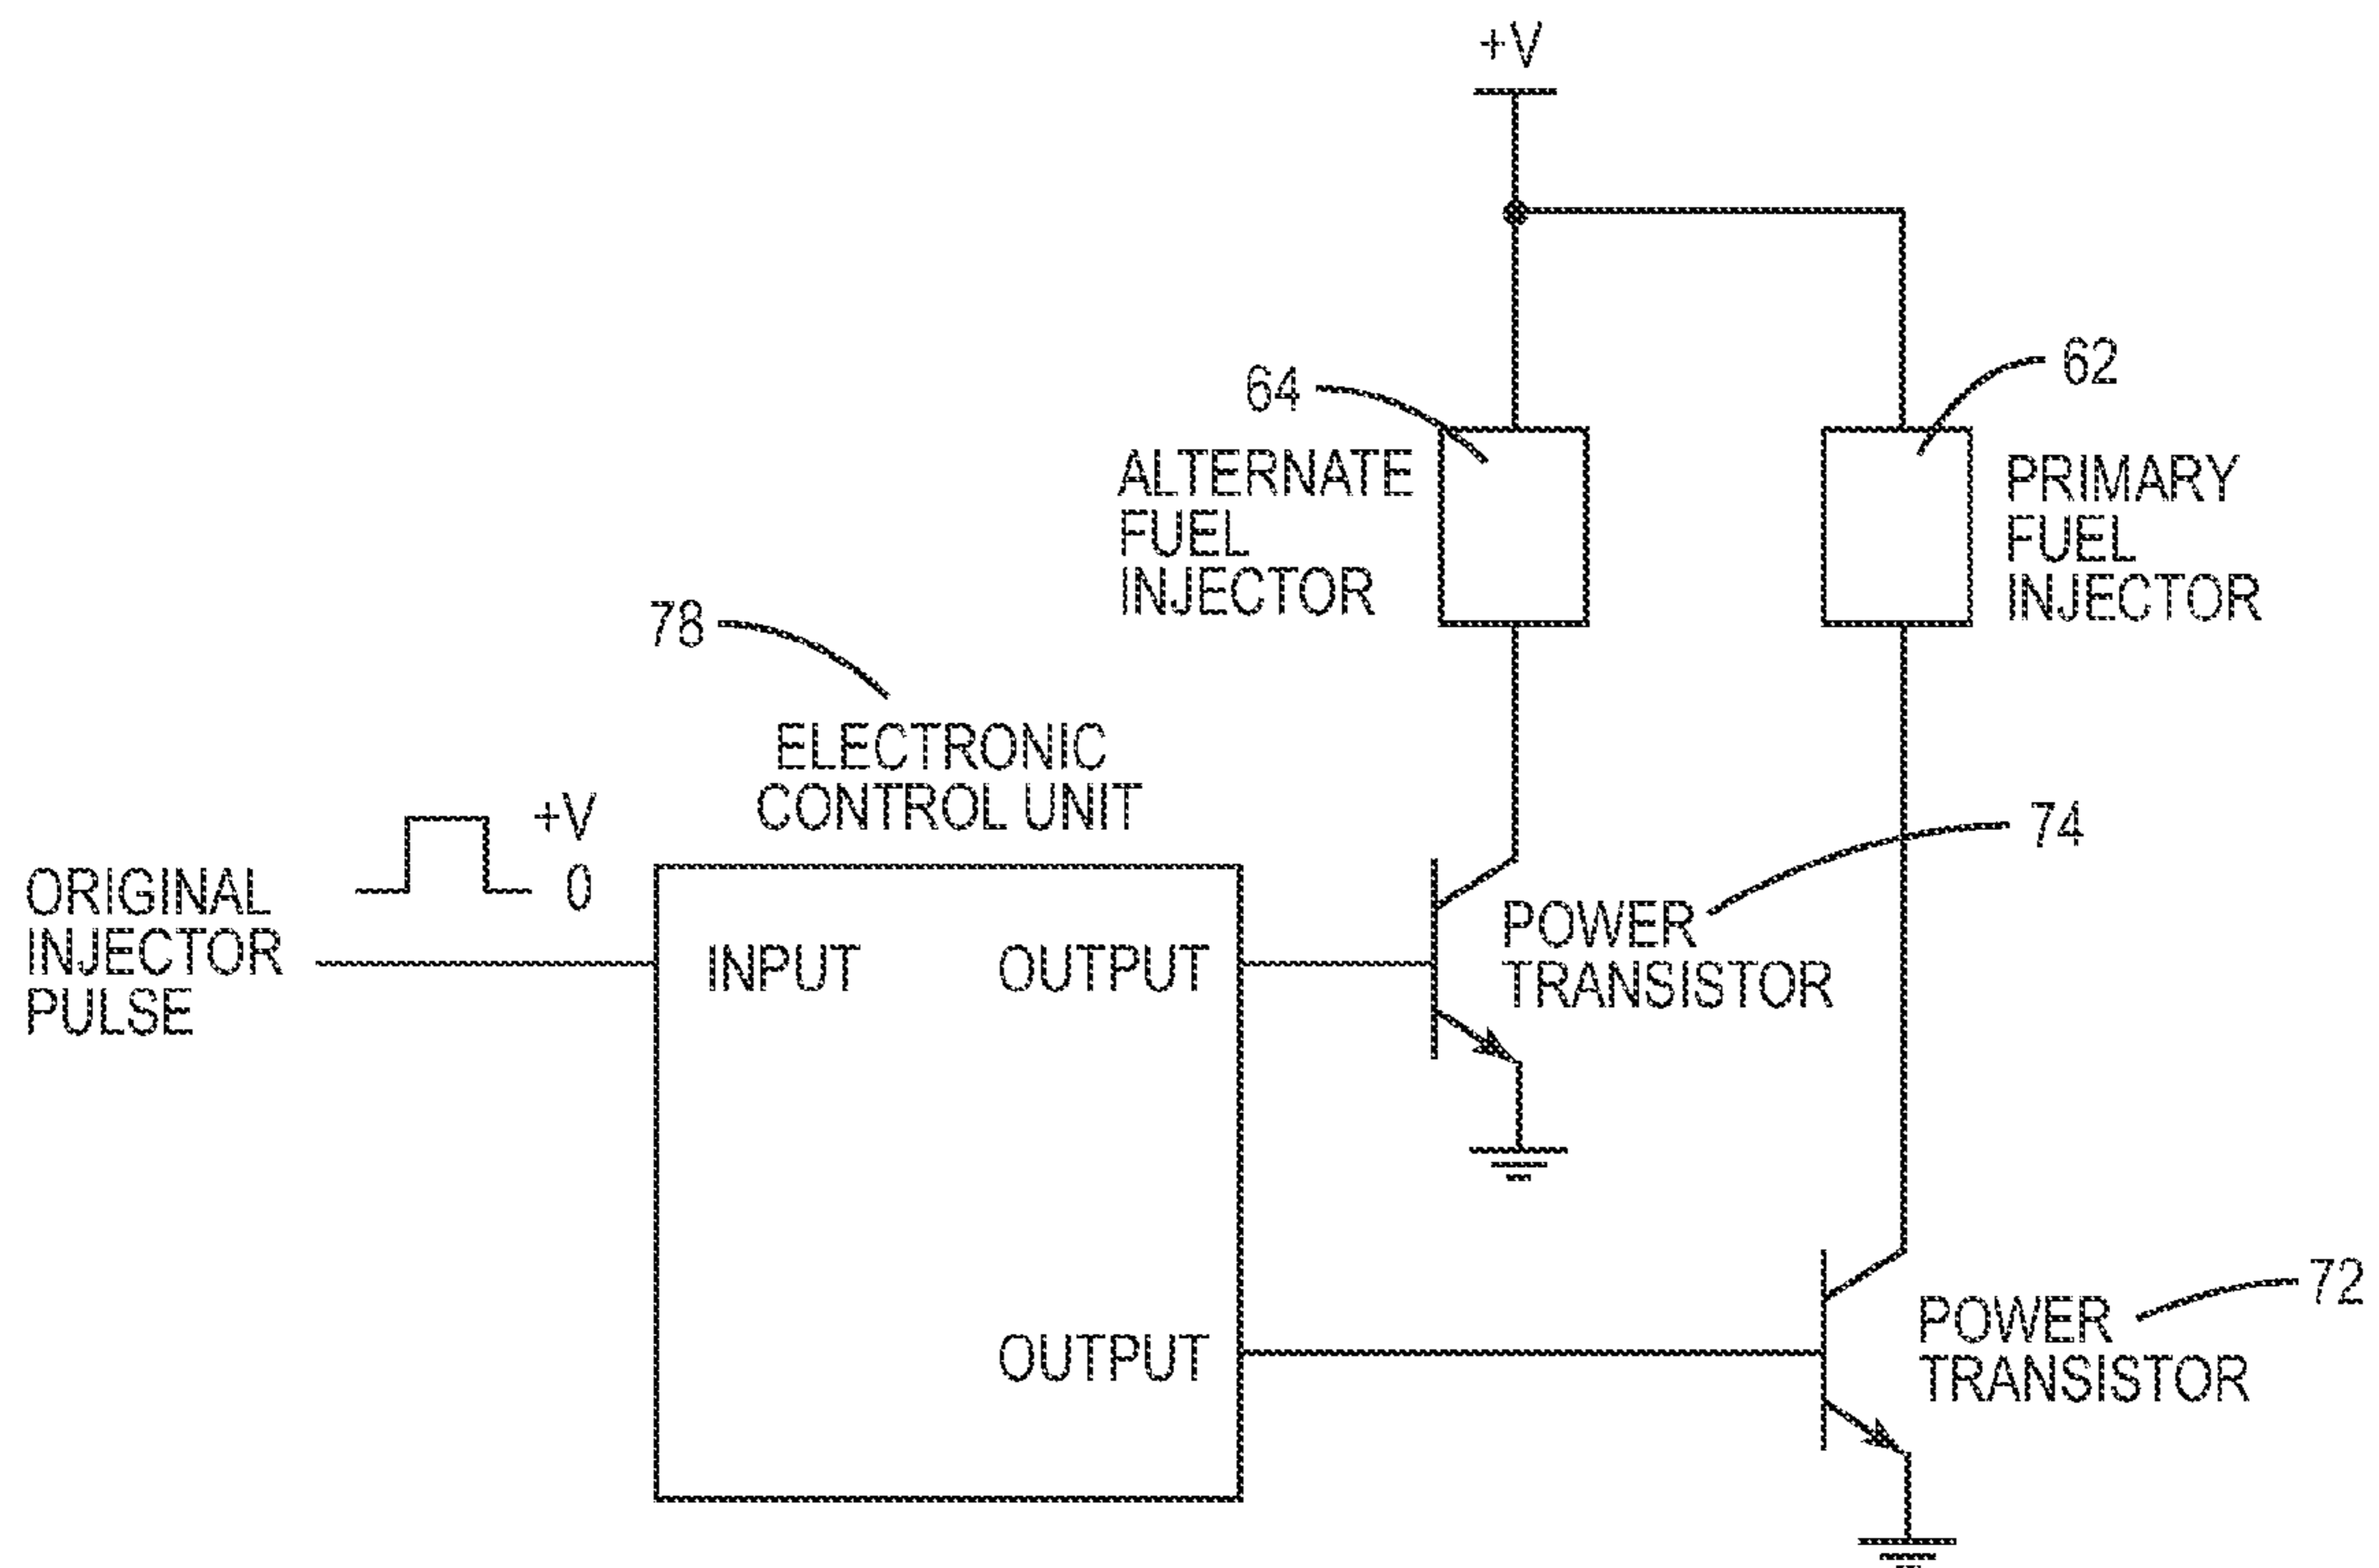 +V
64
62
ALTERNATE
FUEL
INJECTOR
PRIMARY
FUEL
INJECTOR
78
ELECTRONIC
CONTROL UNIT
74
+V
0
ORIGINAL
INJECTOR
PULSE
INPUT
OUTPUT
POWER
TRANSISTOR
OUTPUT
72
POWER
TRANSISTOR